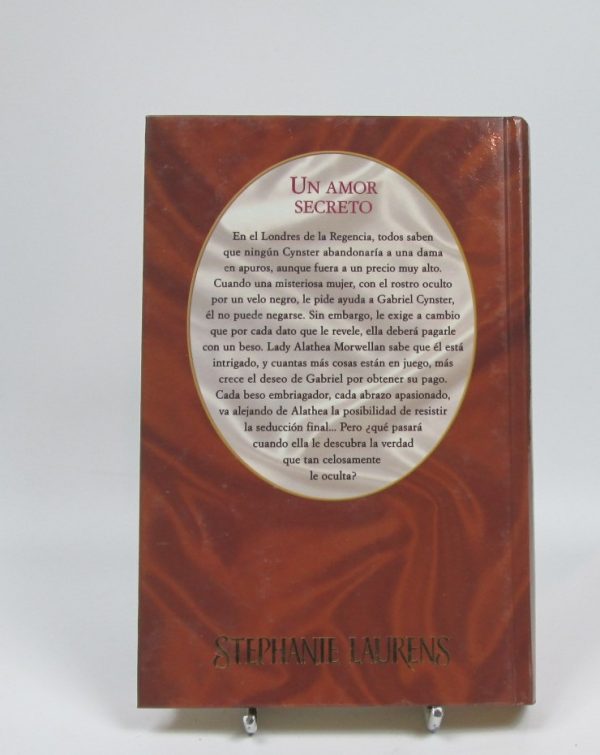 UN AMOR
SECRETO
En el Londres de la Regencia, todos saben
que ningún Cynster abandonaría a una dama
en apuros, aunque fuera a un precio muy alto.
Cuando una misteriosa mujer, con el rostro oculto
por un velo negro, le pide ayuda a Gabriel Cynster,
él no puede negarse. Sin embargo, le exige a cambio
que por cada dato que le revele, ella deberá pagarle
con un beso. Lady Alathea Morwellan sabe que él está
intrigado, y cuantas más cosas están en juego, más
crece el deseo de Gabriel por obtener su pago.
Cada beso embriagador, cada abrazo apasionado,
va alejando de Alathea la posibilidad de resistir
la seducción final... Pero ¿qué pasará
cuando ella le descubra la verdad
que tan celosamente
le oculta?
STEPHANIE LAURENS